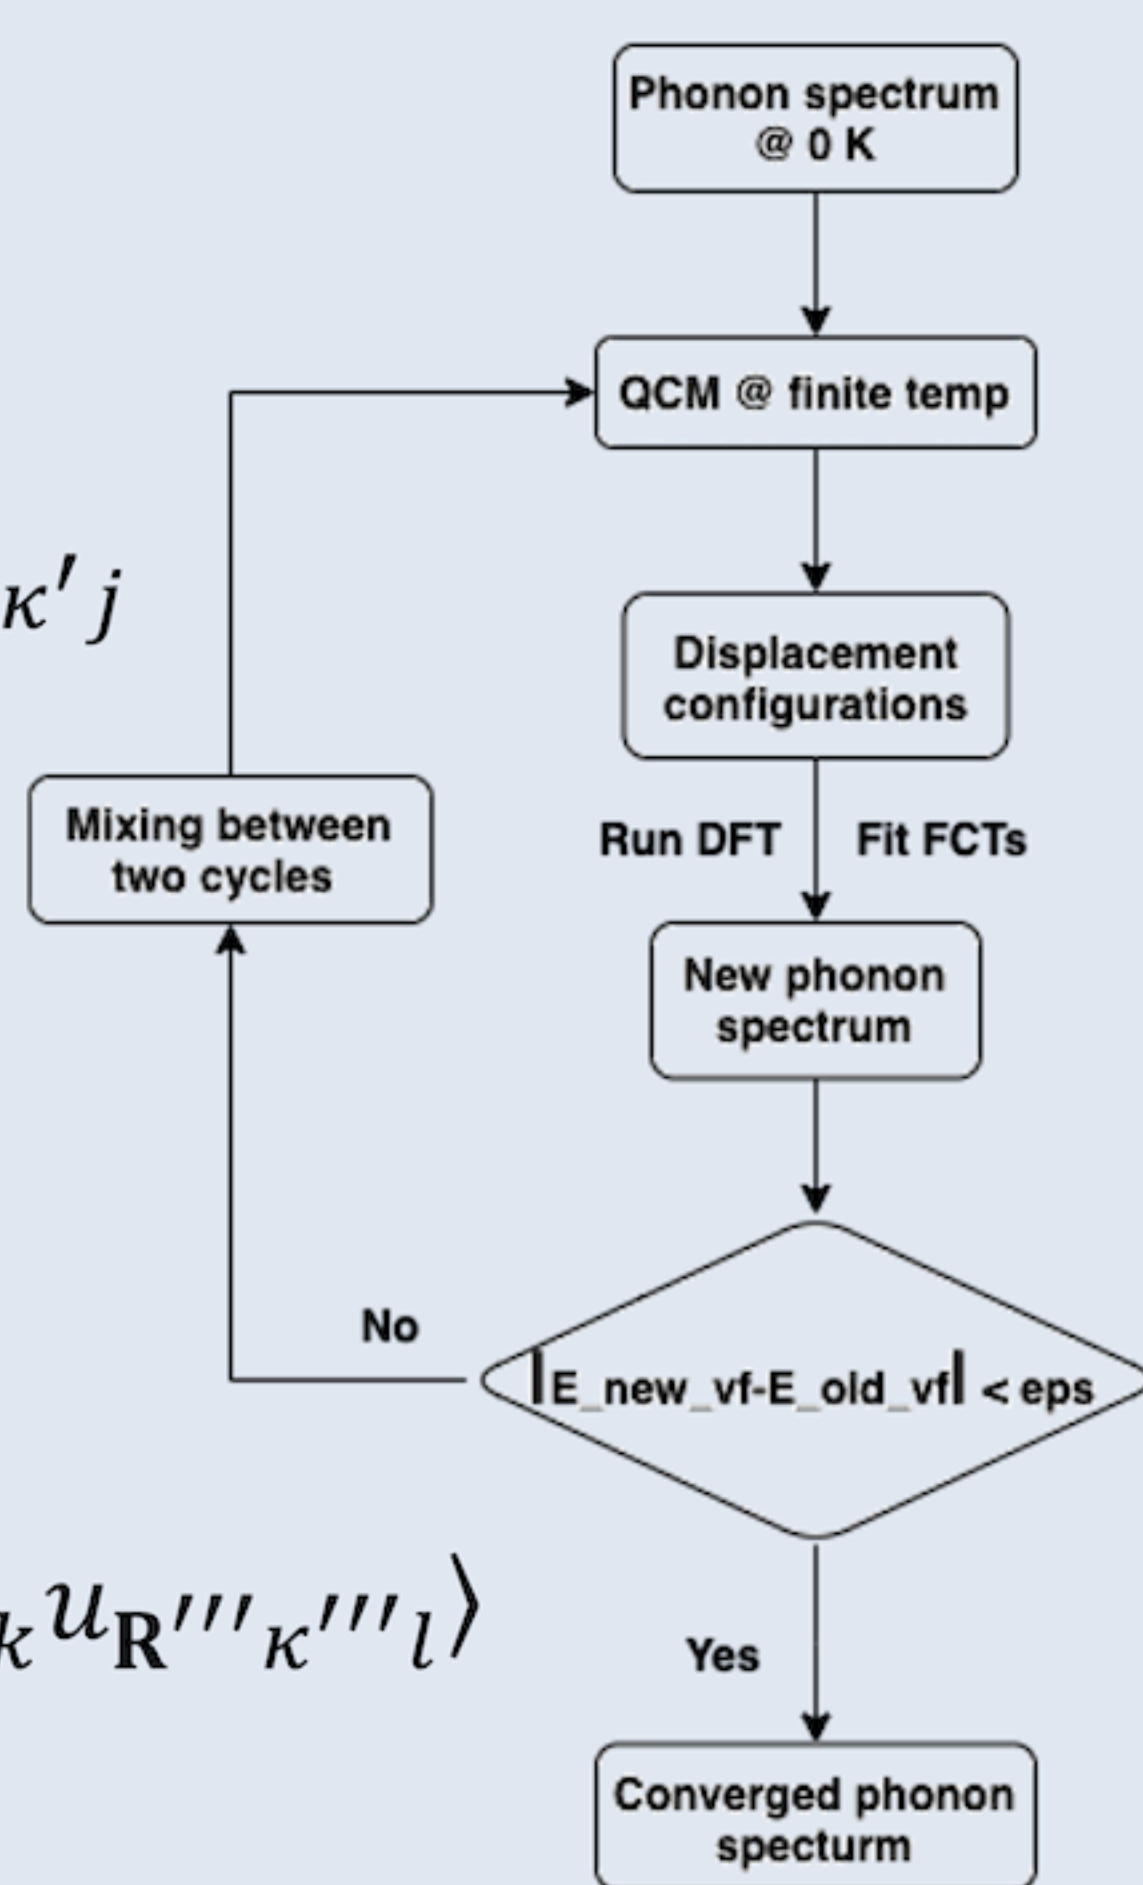 Phonon spectrum
@ 0 K
QCM @ finite temp
κ′j
Displacement
configurations
Mixing between
two cycles
Run DFT
Fit FCTs
New phonon
spectrum
No
|E_new_vf-E_old_vf| < eps
k u R′′′κ′′′l⟩
Yes
Converged phonon
specturm